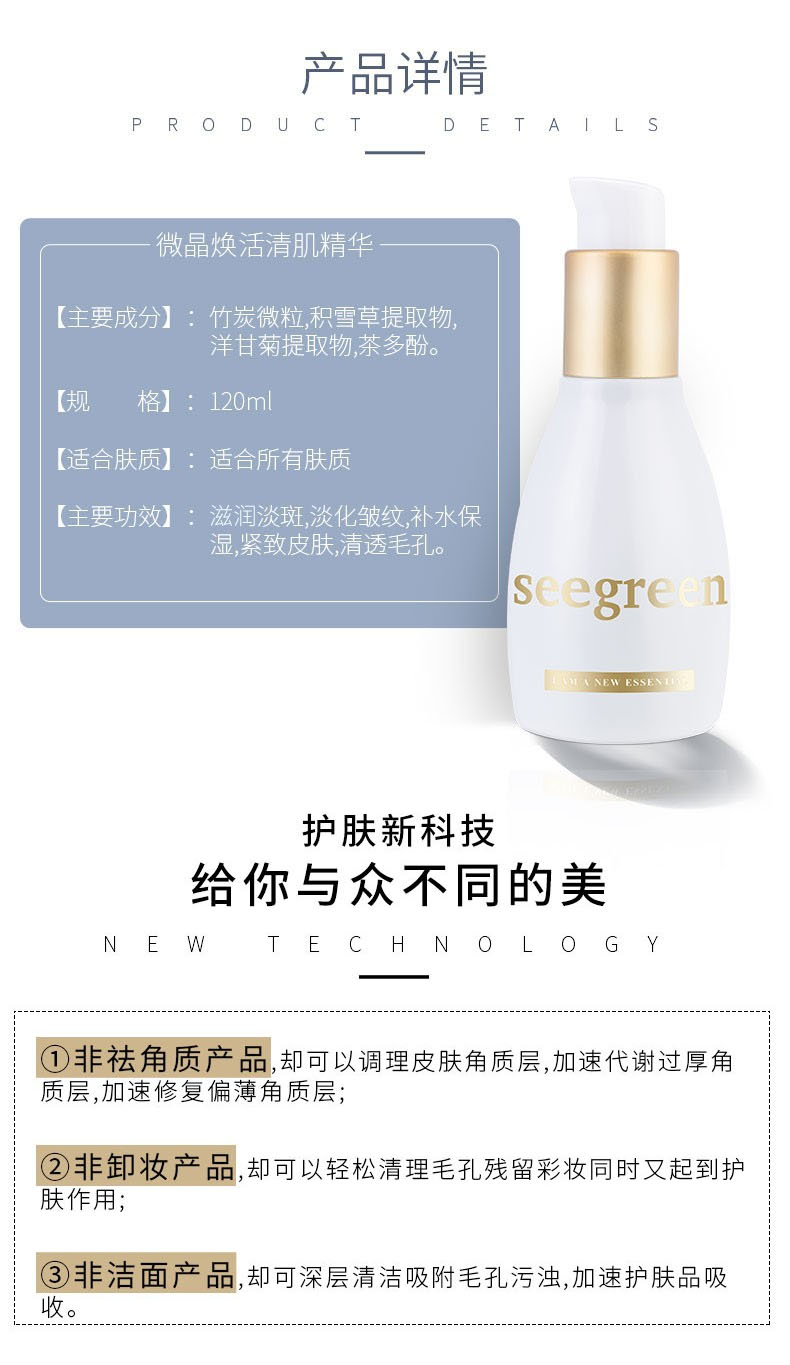 产品详情
PRODUCT DETAILS
微晶焕活清肌精华
【主要成分】：竹炭微粒,积雪草提取物,
洋甘菊提取物,茶多酚。
【规 格】：120ml
【适合肤质】：适合所有肤质
【主要功效】：滋润淡斑,淡化皱纹,补水保
湿,紧致皮肤,清透毛孔。
seegreen
I AM A NEW ESSENTIAL
护肤新科技
给你与众不同的美
NEW TECHNOLOGY
①非祛角质产品,却可以调理皮肤角质层,加速代谢过厚角
质层,加速修复偏薄角质层;
②非卸妆产品,却可以轻松清理毛孔残留彩妆同时又起到护
肤作用;
③非洁面产品,却可深层清洁吸附毛孔污浊,加速护肤品吸
收。